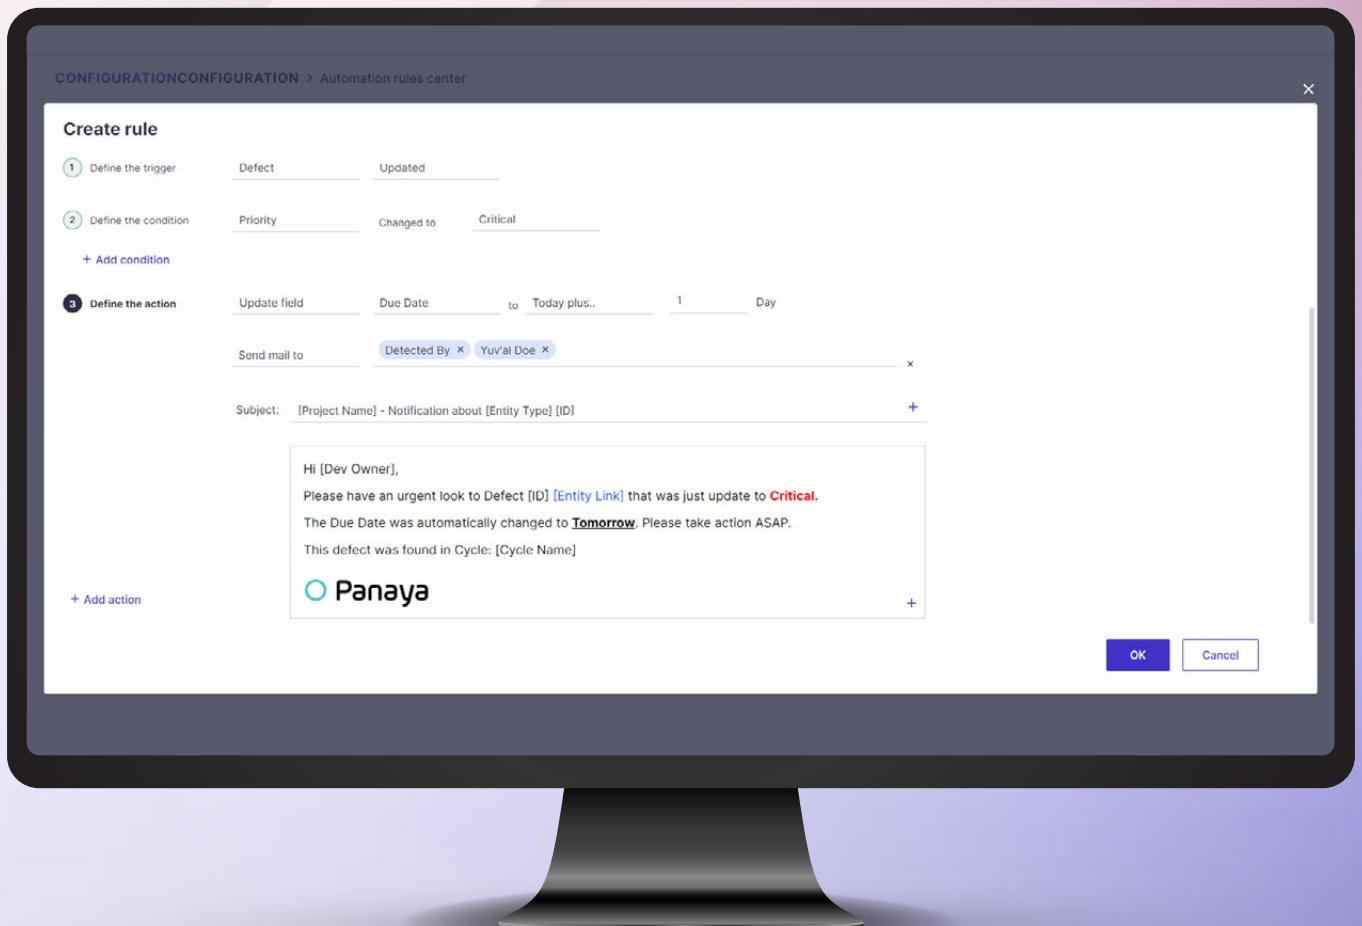 CONFIGURATIONCONFIGURATION > Automation rules center
×
Create rule
1 Define the trigger Defect Updated
2 Define the condition Priority Changed to Critical
+ Add condition
3 Define the action Update field Due Date to Today plus.. 1 Day
Send mail to Detected By × Yuv'al Doe ×
×
Subject: [Project Name] - Notification about [Entity Type] [ID] +
Hi [Dev Owner],
Please have an urgent look to Defect [ID] [Entity Link] that was just update to Critical.
The Due Date was automatically changed to Tomorrow. Please take action ASAP.
This defect was found in Cycle: [Cycle Name]
Panaya
+ Add action +
OK Cancel